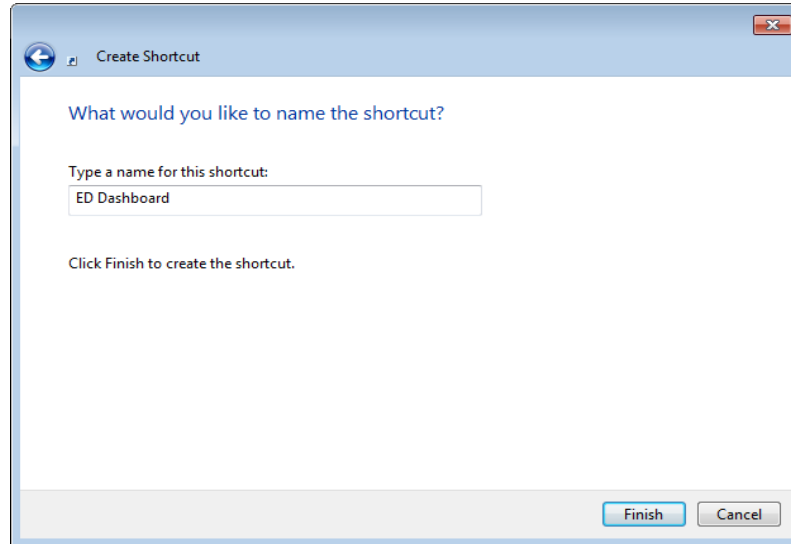 Create Shortcut
What would you like to name the shortcut?
Type a name for this shortcut:
ED Dashboard
Click Finish to create the shortcut.
Finish Cancel